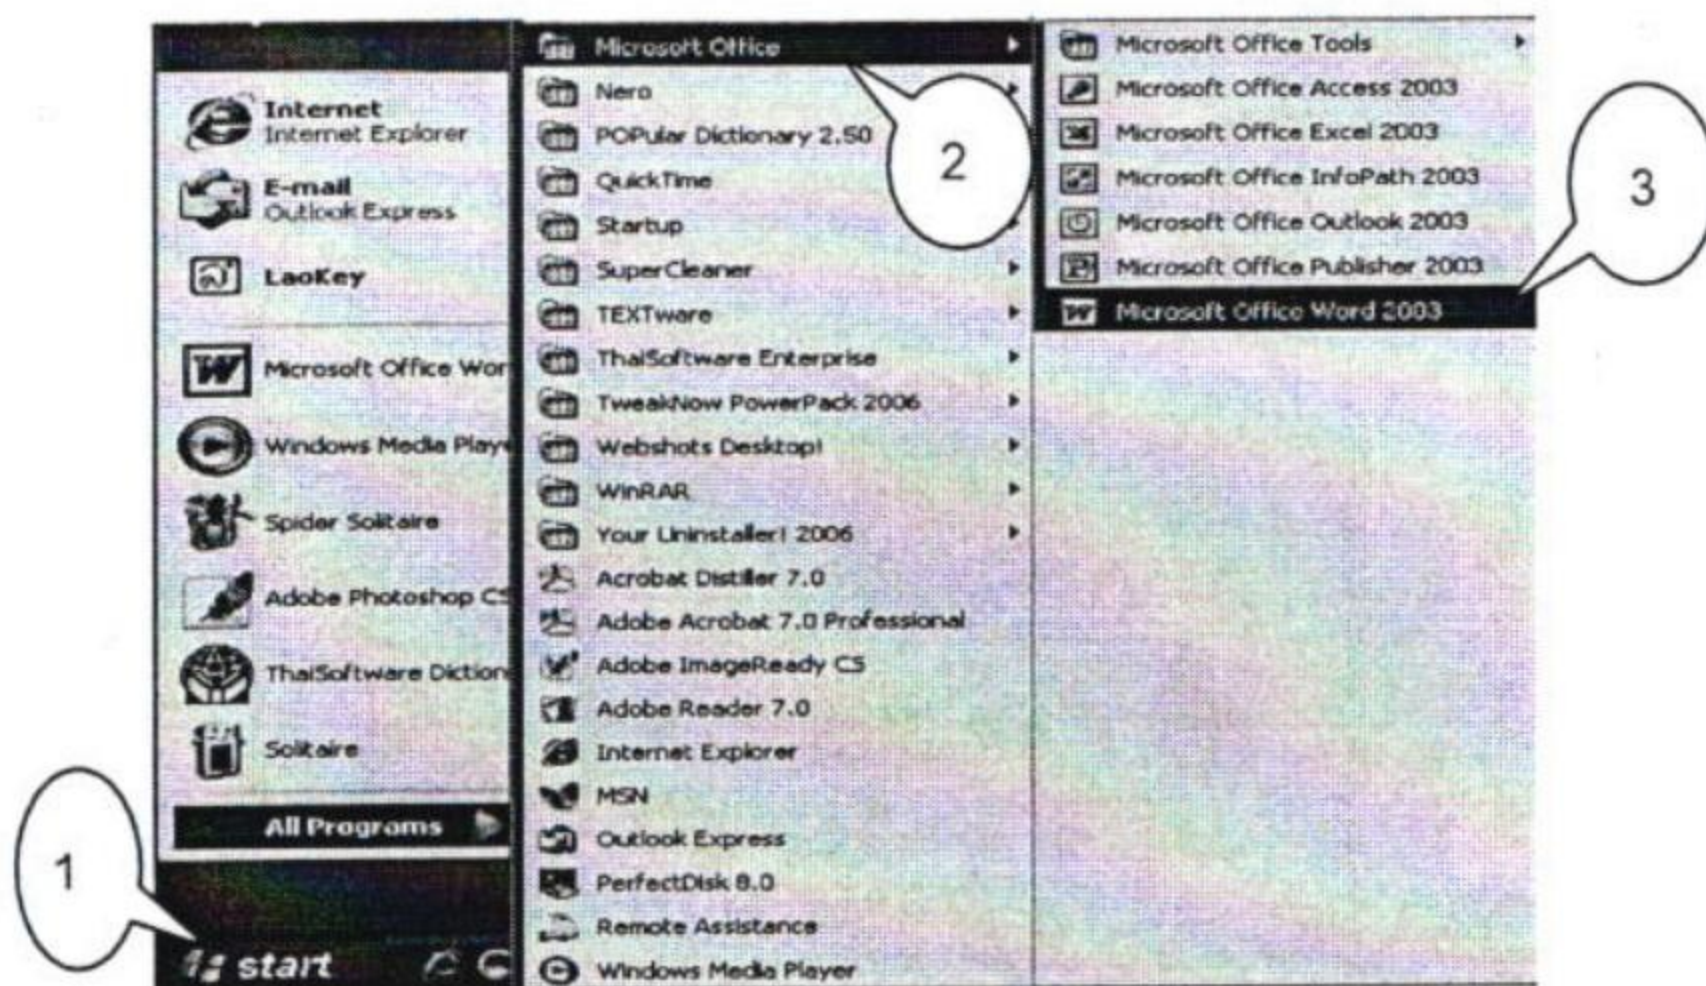 Internet
Internet Explorer
E-mail
Outlook Express
LaoKey
Microsoft Office Wor
Windows Media Playe
Spider Solitaire
Adobe Photoshop CS
ThaiSoftware Diction
Solitaire
All Programs
1
start
Microsoft Office
Nero
POPular Dictionary 2.50
QuickTime
Startup
SuperCleaner
TEXTware
ThaiSoftware Enterprise
TweakNow PowerPack 2006
Webshots Desktop!
WinRAR
Your Uninstaller! 2006
Acrobat Distiller 7.0
Adobe Acrobat 7.0 Professional
Adobe ImageReady CS
Adobe Reader 7.0
Internet Explorer
MSN
Outlook Express
PerfectDisk 8.0
Remote Assistance
Windows Media Player
2
Microsoft Office Tools
Microsoft Office Access 2003
Microsoft Office Excel 2003
Microsoft Office InfoPath 2003
Microsoft Office Outlook 2003
Microsoft Office Publisher 2003
Microsoft Office Word 2003
3